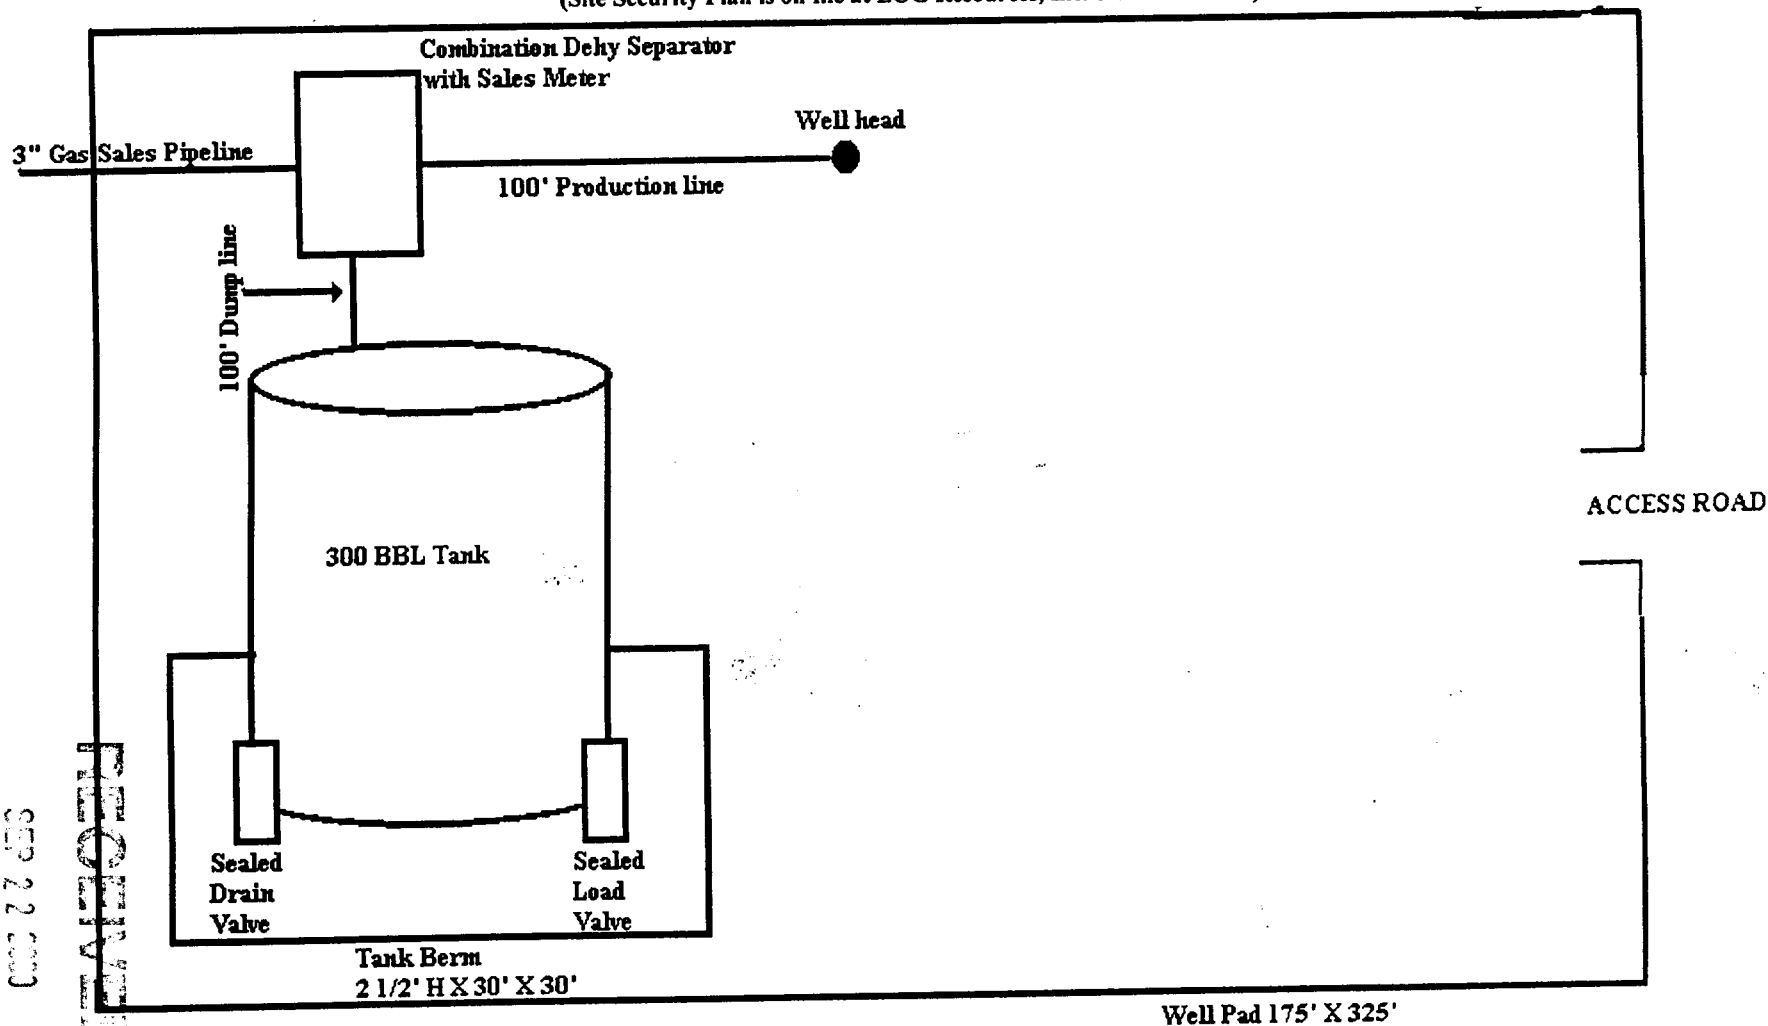 Combination Dehy Separator
with Sales Meter
Well head
3" Gas Sales Pipeline
100' Production line
100' Dump line
ACCESS ROAD
300 BBL Tank
Sealed
Drain
Valve
Sealed
Load
Valve
Tank Berm
2 1/2' H X 30' X 30'
Well Pad 175' X 325'
SEP 22